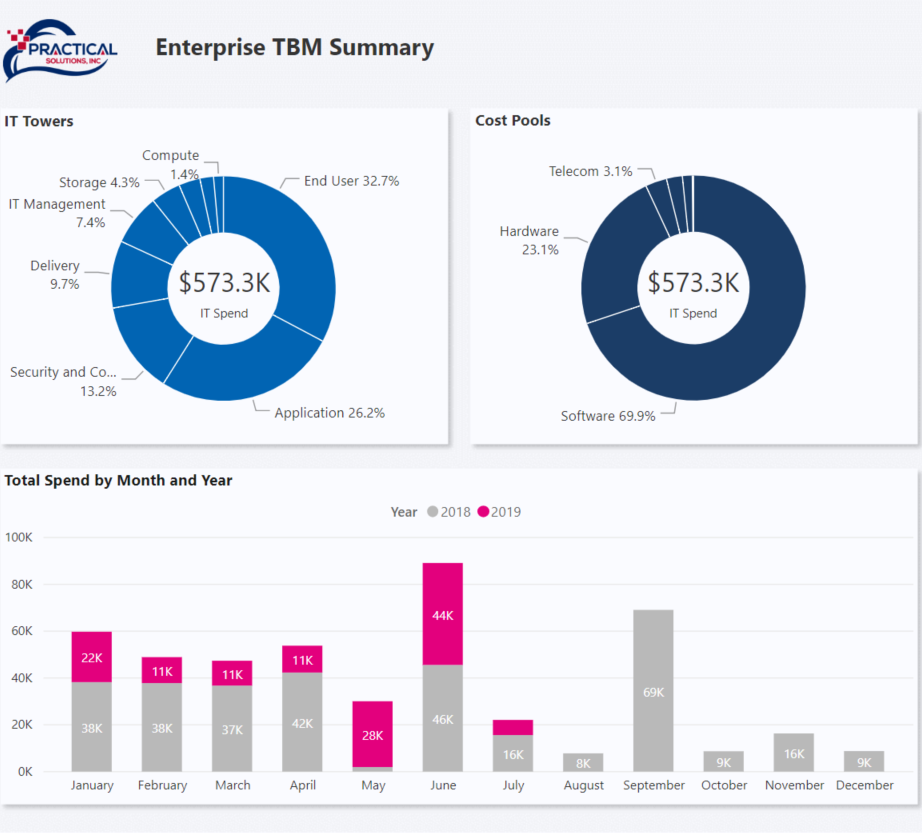 PRACTICAL
SOLUTIONS, INC
Enterprise TBM Summary
IT Towers
Compute
1.4%
Storage 4.3%
IT Management
7.4%
Delivery
9.7%
Security and Co...
13.2%
End User 32.7%
Application 26.2%
$573.3K
IT Spend
Cost Pools
Telecom 3.1%
Hardware
23.1%
Software 69.9%
$573.3K
IT Spend
Total Spend by Month and Year
Year 2018 2019
100K
80K
60K
40K
20K
0K
22K
38K
11K
38K
11K
37K
11K
42K
28K
44K
46K
16K
8K
69K
9K
16K
9K
January February March April May June July August September October November December